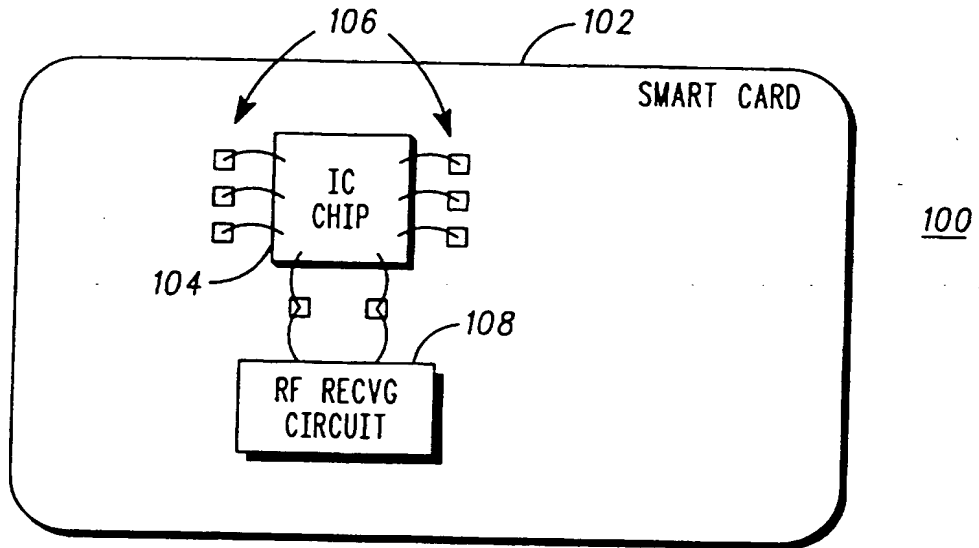 106
102
SMART CARD
IC
CHIP
100
104
108
RF RECVG
CIRCUIT